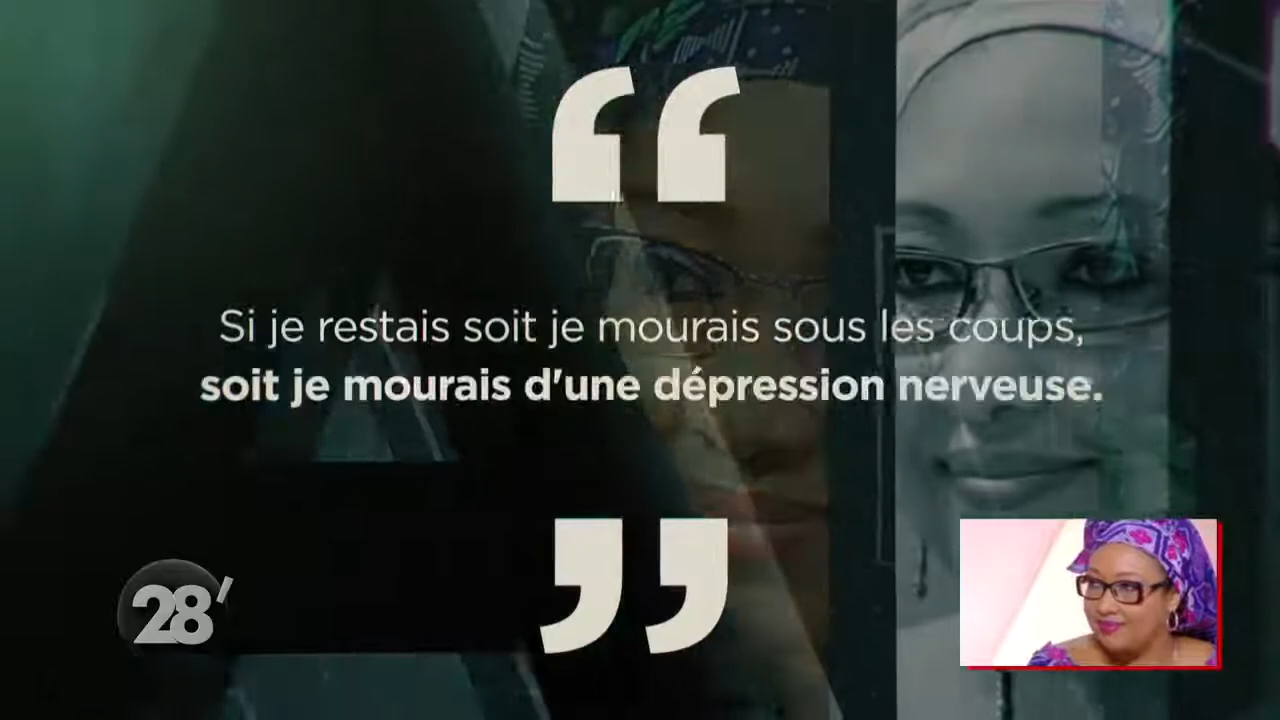 “
Si je restais soit je mourais sous les coups,
soit je mourais d'une dépression nerveuse.
”
28'